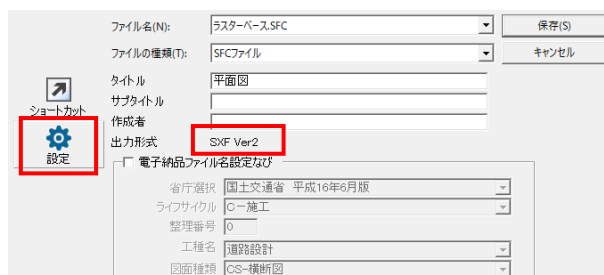 ファイル名(N): ラスターベース.SFC 保存(S)
ファイルの種類(T): SFCファイル キャンセル
タイトル 平面図
サブタイトル
ショートカット
作成者
設定
出力形式 SXF Ver2
電子納品ファイル名設定なび
省庁選択 国土交通省 平成16年6月版
ライフサイクル C-施工
整理番号 0
工種名 道路設計
図面種類 CS-横断図